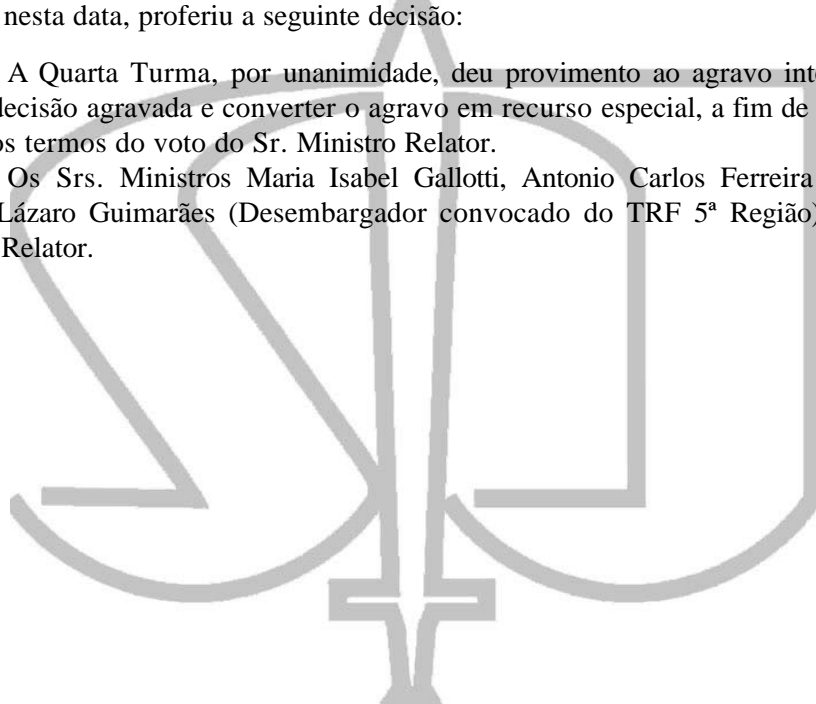 nesta data, proferiu a seguinte decisão:
A Quarta Turma, por unanimidade, deu provimento ao agravo
decisão agravada e converter o agravo em recurso especial, a fim de
os termos do voto do Sr. Ministro Relator.
Os Srs. Ministros Maria Isabel Gallotti, Antonio Carlos Ferreira
Lázaro Guimarães (Desembargador convocado do TRF 5ª Região)
Relator.